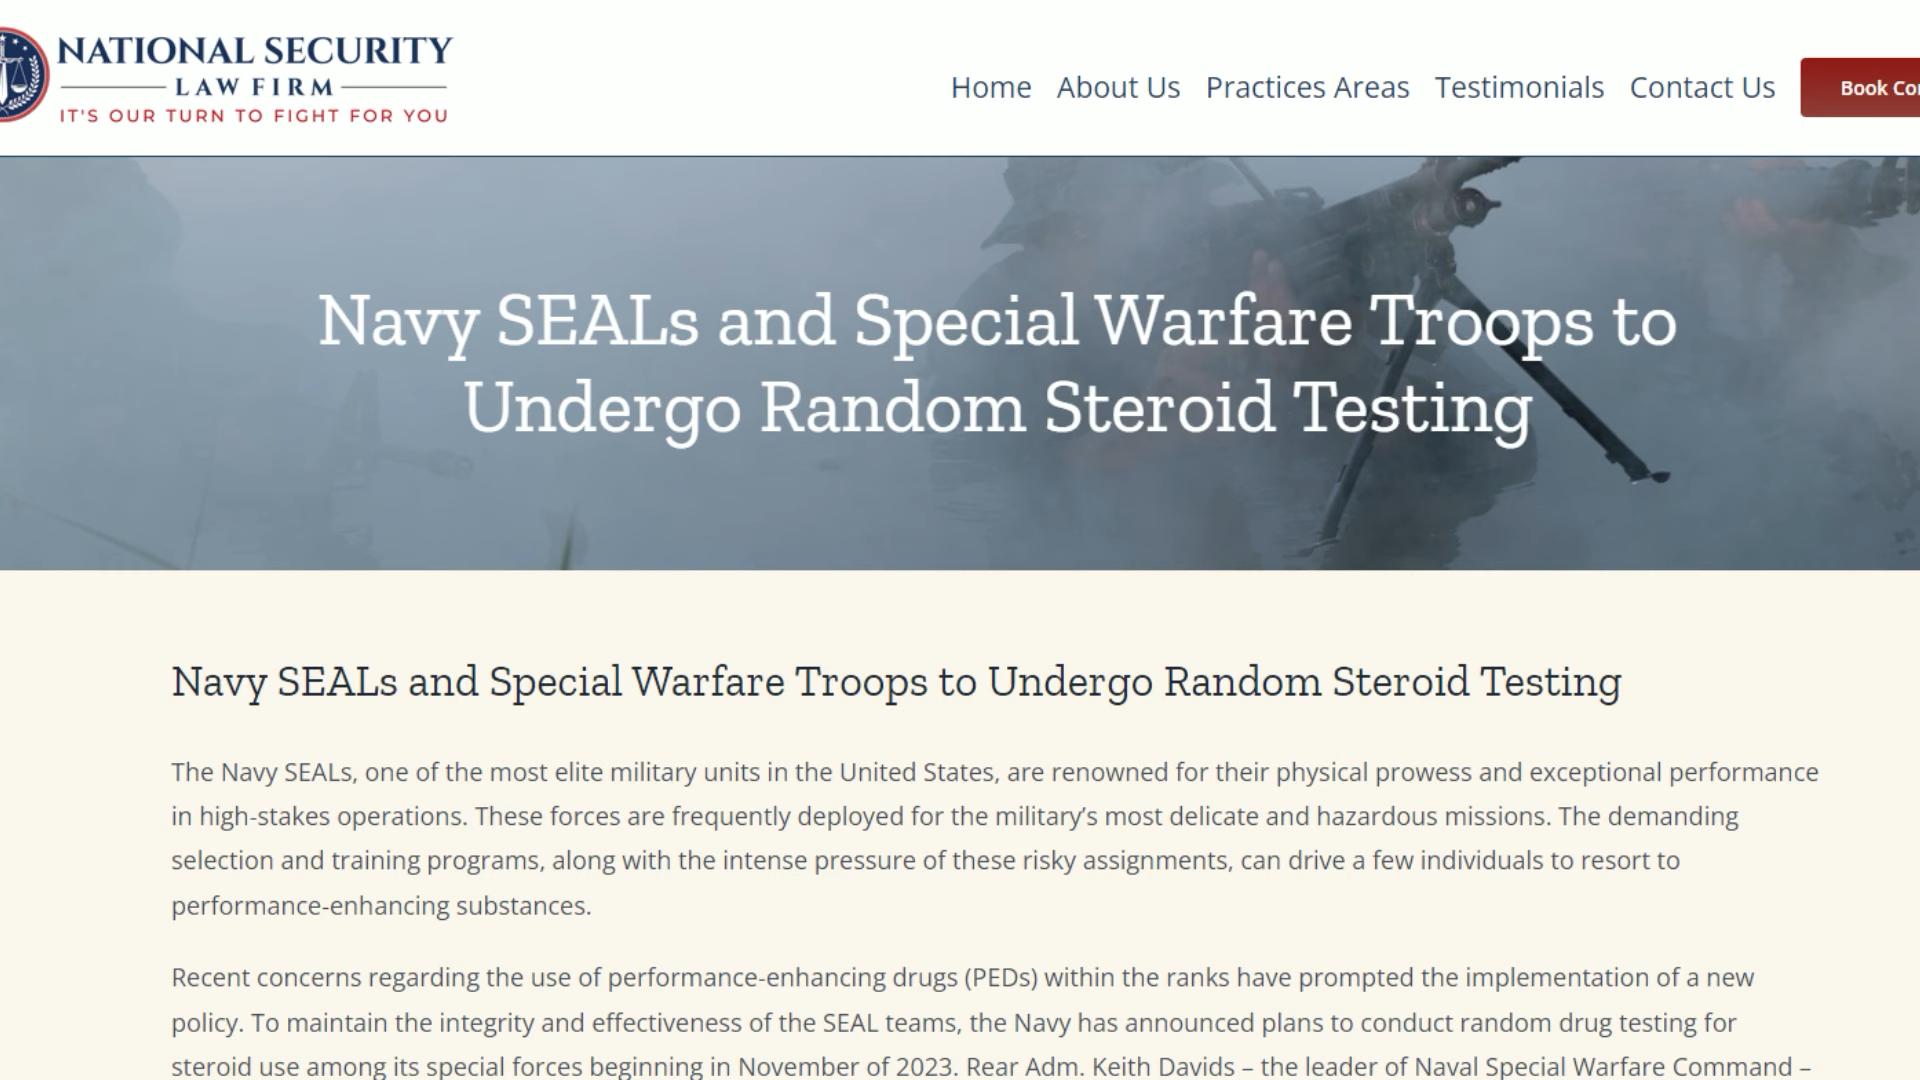 NATIONAL SECURITY
LAW FIRM
IT'S OUR TURN TO FIGHT FOR YOU
Home About Us Practices Areas Testimonials Contact Us Book
Navy SEALs and Special Warfare Troops to
Undergo Random Steroid Testing
Navy SEALs and Special Warfare Troops to Undergo Random Steroid Testing
The Navy SEALs, one of the most elite military units in the United States, are renowned for their physical prowess and exceptional performance
in high-stakes operations. These forces are frequently deployed for the military’s most delicate and hazardous missions. The demanding
selection and training programs, along with the intense pressure of these risky assignments, can drive a few individuals to resort to
performance-enhancing substances.
Recent concerns regarding the use of performance-enhancing drugs (PEDs) within the ranks have prompted the implementation of a new
policy. To maintain the integrity and effectiveness of the SEAL teams, the Navy has announced plans to conduct random drug testing for
steroid use among its special forces beginning in November of 2023. Rear Adm. Keith Davids – the leader of Naval Special Warfare Command –